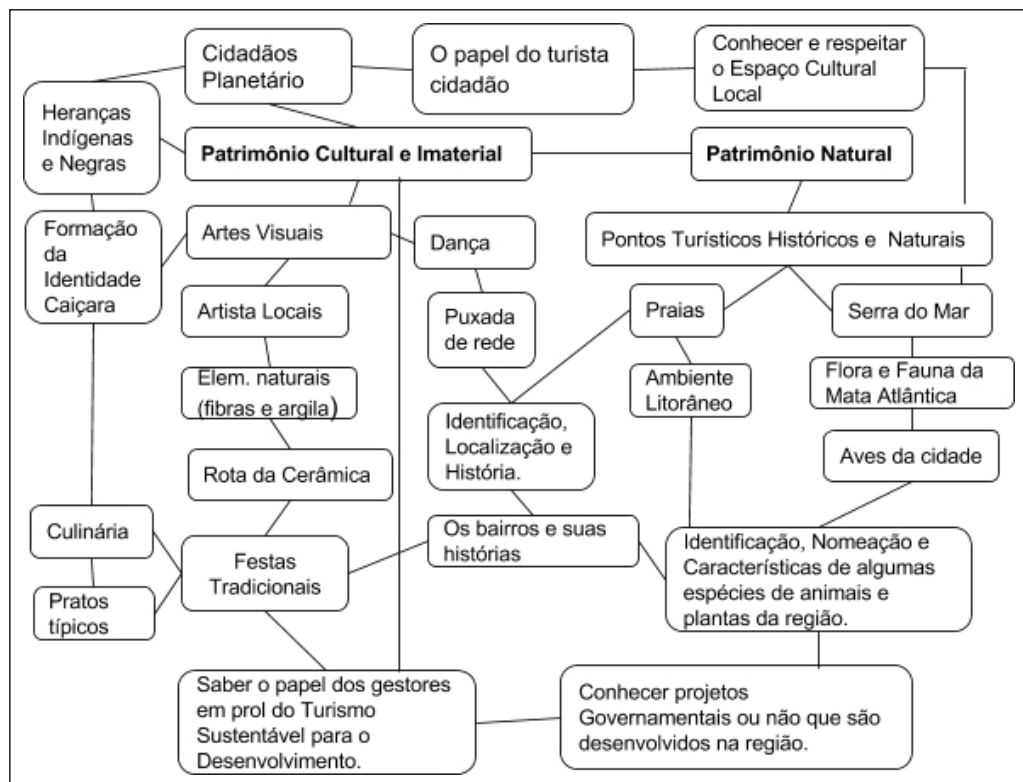 Cidadãos
Planetário
O papel do turista
cidadão
Conhecer e respeitar
o Espaço Cultural
Local
Heranças
Indígenas
e Negras
Patrimônio Cultural e Imaterial
Patrimônio Natural
Formação
da
Identidade
Caiçara
Artes Visuais
Dança
Pontos Turísticos Históricos e Naturais
Artista Locais
Puxada
de rede
Praias
Serra do Mar
Elem. naturais
(fibras e argila)
Ambiente
Litorâneo
Flora e Fauna da
Mata Atlântica
Identificação,
Localização e
História.
Rota da Cerâmica
Aves da cidade
Culinária
Festas
Tradicionais
Os bairros e suas
histórias
Identificação, Nomeação e
Características de algumas
espécies de animais e
plantas da região.
Pratos
típicos
Saber o papel dos gestores
em prol do Turismo
Sustentável para o
Desenvolvimento.
Conhecer projetos
Governamentais ou não que são
desenvolvidos na região.